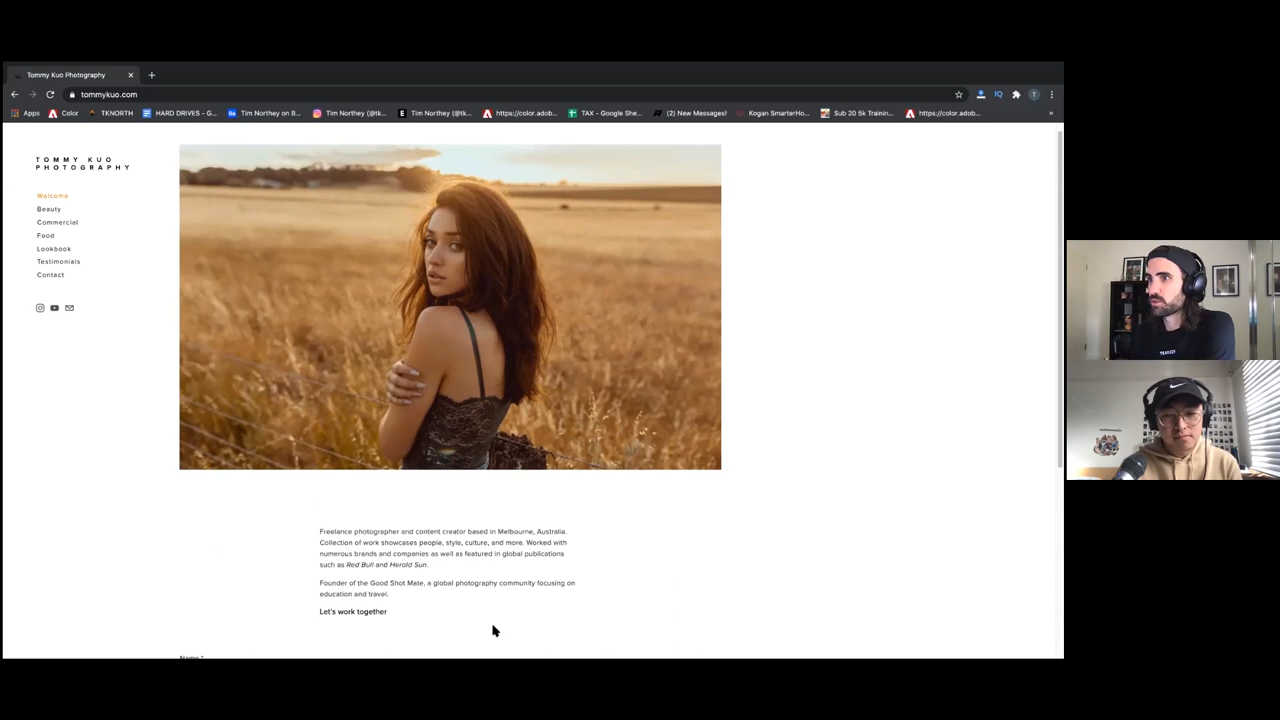 Tommy Kuo Photography
tommykuo.com
Apps
Color
TKNORTH
HARD DRIVES - G...
Tim Northey on B...
Tim Northey (@tk...
Tim Northey (@tk...
https://color.adob...
TAX - Google She...
(2) New Messages!
Kogan SmarterHo...
Sub 20 5k Trainin...
https://color.adob...
»
TOMMY KUO
PHOTOGRAPHY
Welcome
Beauty
Commercial
Food
Lookbook
Testimonials
Contact
Freelance photographer and content creator based in Melbourne, Australia.
Collection of work showcases people, style, culture, and more. Worked with
numerous brands and companies as well as featured in global publications
such as Red Bull and Herald Sun.
Founder of the Good Shot Mate, a global photography community focusing on
education and travel.
Let's work together
Name *